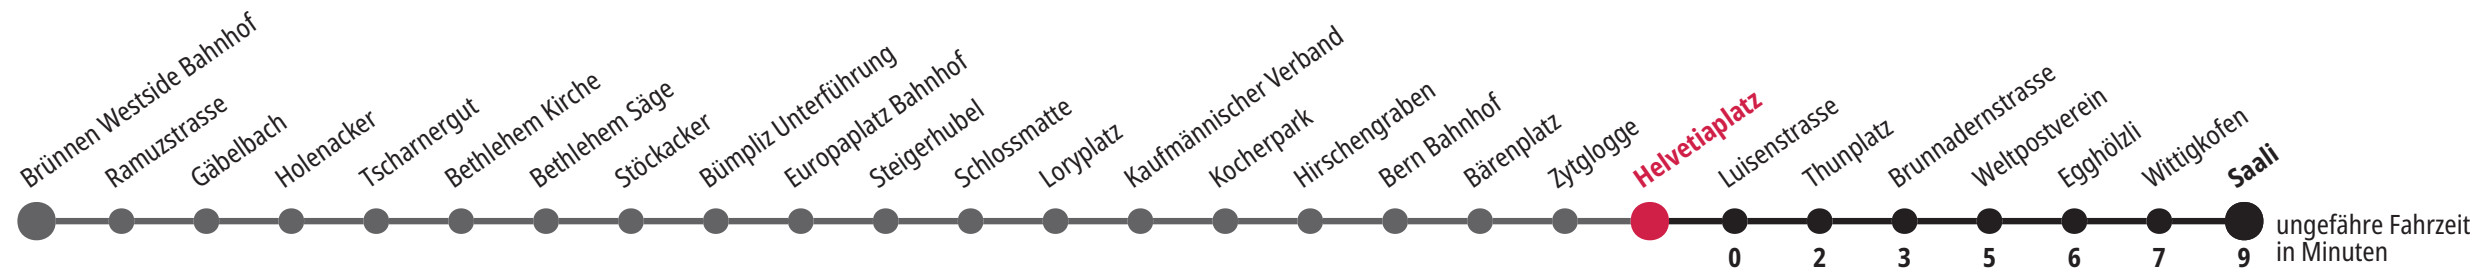 Brünnen Westside Bahnhof
Ramuzstrasse
Gäbelbach
Holenacker
Tscharnergut
Bethlehem Kirche
Bethlehem Säge
Stöckacker
Bümpliz Unterführung
Europaplatz Bahnhof
Steigerhubel
Schlossmatte
Loryplatz
Kaufmännischer Verband
Kocherpark
Hirschengraben
Bern Bahnhof
Bärenplatz
Zytglogge
Helvetiaplatz
Luisenstrasse
Thunplatz
Brunnadernstrasse
Weltpostverein
Egghölzli
Wittigkofen
Saali
0 2 3 5 6 7 9
ungefähre Fahrzeit
in Minuten